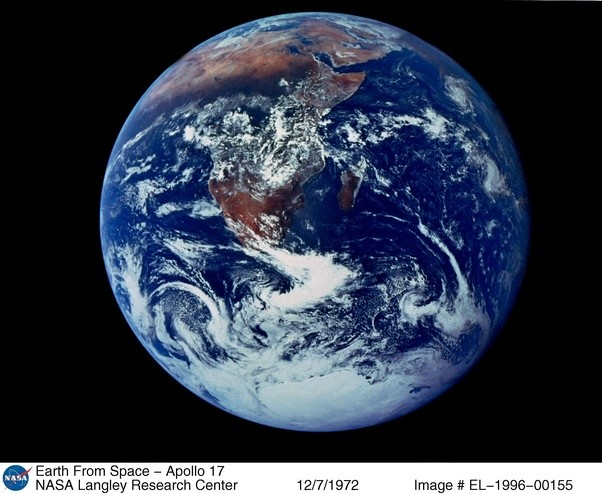 NASA
Earth From Space – Apollo 17
NASA Langley Research Center 12/7/1972 Image # EL–1996–00155